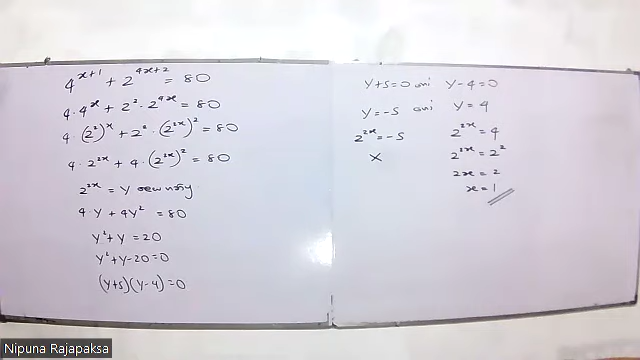 4^{x+1} + 2^{4x+2} = 80
4·4^x + 2^2·2^{4x} = 80
4·(2^2)^x + 2^2·(2^{2x})^2 = 80
4·2^{2x} + 4·(2^{2x})^2 = 80
2^{2x} = y
4·y + 4y^2 = 80
y^2 + y = 20
y^2 + y - 20 = 0
(y+5)(y-4) = 0
y+5=0 y-4=0
y=-5 y=4
2^{2x} = -5 2^{2x} = 4
× 2^{2x} = 2^2
2x = 2
x = 1
Nipuna Rajapaksa